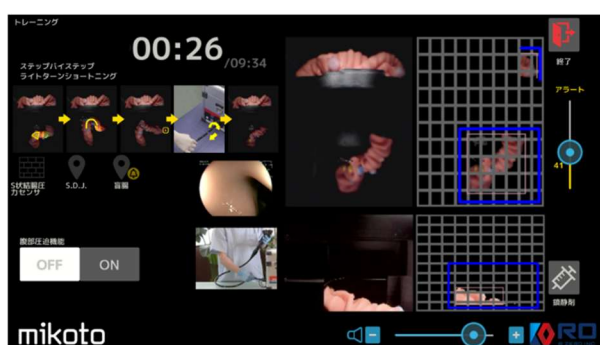 トレーニング
00:26 /09:34
ステップバイステップ
ライトターンショートニング
終了
アラート
41
S状結腸圧
力センサ
S.D.J.
盲腸
腹部圧迫機能
OFF
ON
鎮静剤
mikoto
RO